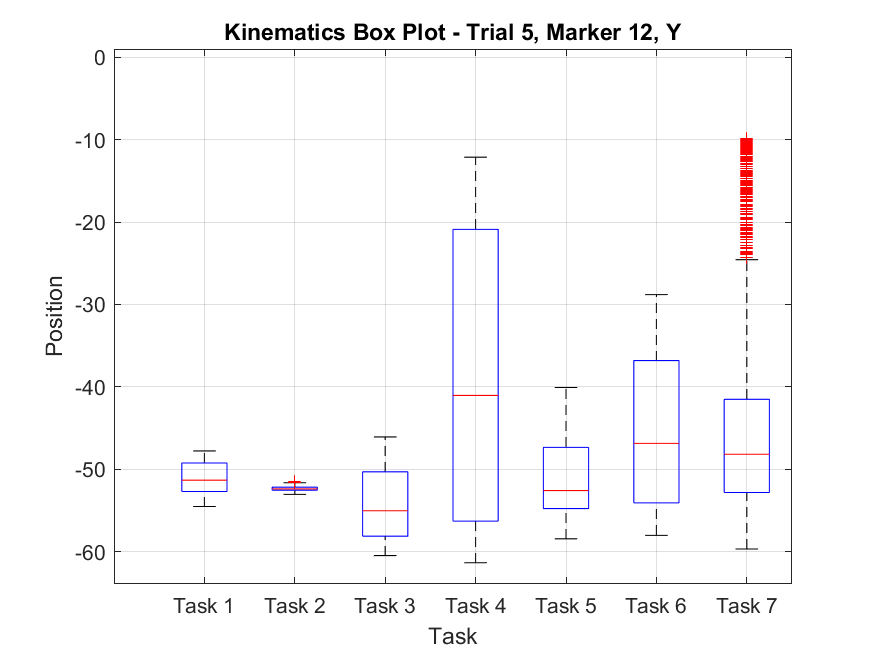 Kinematics Box Plot - Trial 5, Marker 12, Y
0
-10
-20
-30
-40
-50
-60
Position
Task 1 Task 2 Task 3 Task 4 Task 5 Task 6 Task 7
Task